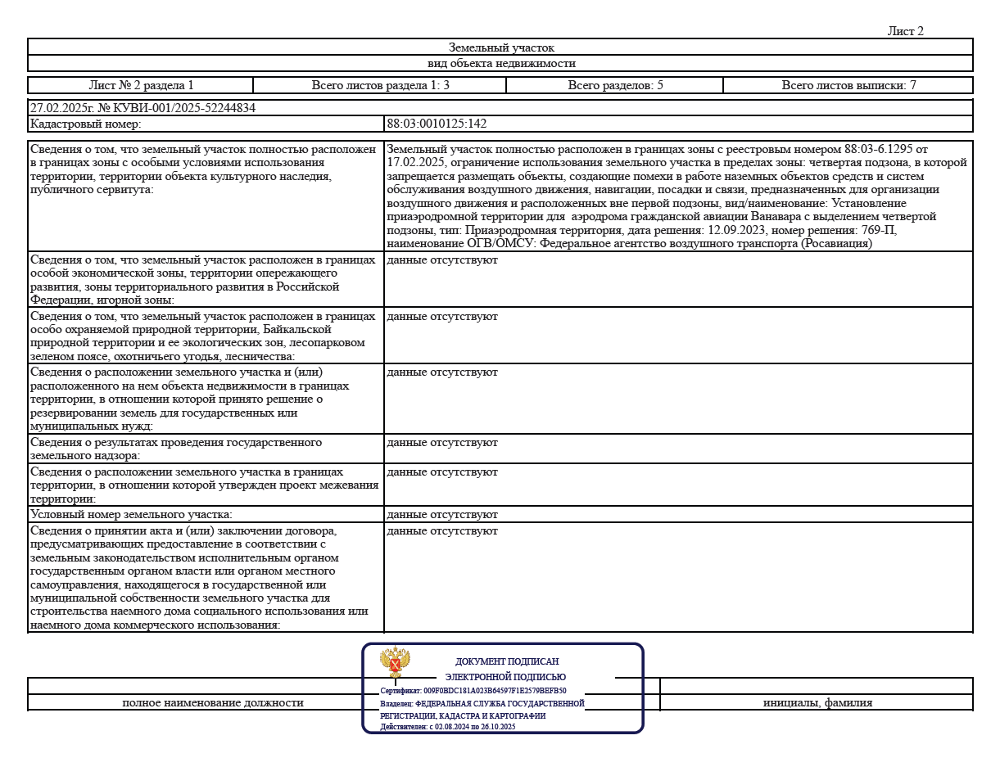 Лист 2
Земельный участок
вид объекта недвижимости
Лист № 2 раздела 1
Всего листов раздела 1: 3
Всего разделов: 5
Всего листов выписки: 7
27.02.2025г. № КУВИ-001/2025-52244834
Кадастровый номер:
88:03:0010125:142
Сведения о том, что земельный участок полностью расположен
в границах зоны с особыми условиями использования
территории, территории объекта культурного наследия,
публичного сервитута:
Земельный участок полностью расположен в границах зоны с реестровым номером 88:03-6.1295 от
17.02.2025, ограничение использования земельного участка в пределах зоны: четвертая подзона, в которой
запрещается размещать объекты, создающие помехи в работе наземных объектов средств и систем
обслуживания воздушного движения, навигации, посадки и связи, предназначенных для организации
воздушного движения и расположенных вне первой подзоны, вид/наименование: Установление
приаэродромной территории для аэродрома гражданской авиации Ванавара с выделением четвертой
подзоны, тип: Приаэродромная территория, дата решения: 12.09.2023, номер решения: 769-П,
наименование ОГВ/ОМСУ: Федеральное агентство воздушного транспорта (Росавиация)
Сведения о том, что земельный участок расположен в границах
особой экономической зоны, территории опережающего
развития, зоны территориального развития в Российской
Федерации, игорной зоны:
данные отсутствуют
Сведения о том, что земельный участок расположен в границах
особо охраняемой природной территории, Байкальской
природной территории и ее экологических зон, лесопарковом
зеленом поясе, охотничьего угодья, лесничества:
данные отсутствуют
Сведения о расположении земельного участка и (или)
расположенного на нем объекта недвижимости в границах
территории, в отношении которой принято решение о
резервировании земель для государственных или
муниципальных нужд:
данные отсутствуют
Сведения о результатах проведения государственного
земельного надзора:
данные отсутствуют
Сведения о расположении земельного участка в границах
территории, в отношении которой утвержден проект межевания
территории:
данные отсутствуют
Условный номер земельного участка:
данные отсутствуют
Сведения о принятии акта и (или) заключении договора,
предусматривающих предоставление в соответствии с
земельным законодательством исполнительным органом
государственным органом власти или органом местного
самоуправления, находящегося в государственной или
муниципальной собственности земельного участка для
строительства наемного дома социального использования или
наемного дома коммерческого использования:
данные отсутствуют
ДОКУМЕНТ ПОДПИСАН
ЭЛЕКТРОННОЙ ПОДПИСЬЮ
Сертификат: 009F0BDC181A023B64597F1E2579BEFB50
Владелец: ФЕДЕРАЛЬНАЯ СЛУЖБА ГОСУДАРСТВЕННОЙ
РЕГИСТРАЦИИ, КАДАСТРА И КАРТОГРАФИИ
Действителен: с 02.08.2024 по 26.10.2025
полное наименование должности
инициалы, фамилия